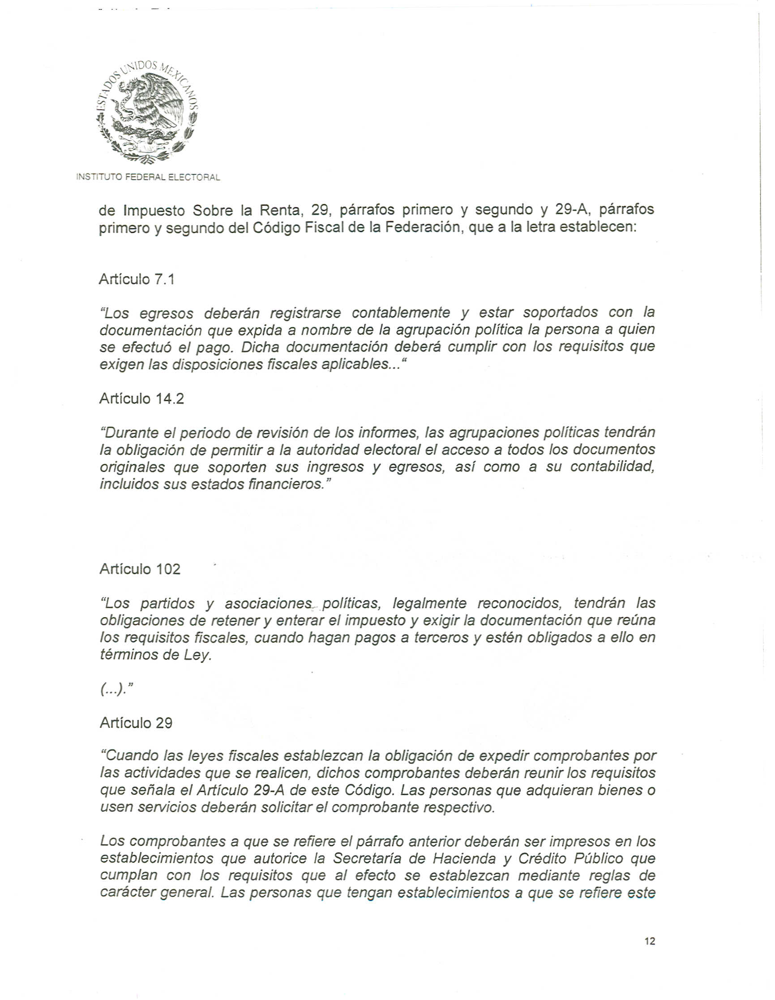 ESTADOS UNIDOS MEXICANOS
INSTITUTO FEDERAL ELECTORAL
de Impuesto Sobre la Renta, 29, párrafos primero y segundo y 29-A, párrafos
primero y segundo del Código Fiscal de la Federación, que a la letra establecen:
Artículo 7.1
“Los egresos deberán registrarse contablemente y estar soportados con la
documentación que expida a nombre de la agrupación política la persona a quien
se efectuó el pago. Dicha documentación deberá cumplir con los requisitos que
exigen las disposiciones fiscales aplicables...“
Artículo 14.2
“Durante el periodo de revisión de los informes, las agrupaciones políticas tendrán
la obligación de permitir a la autoridad electoral el acceso a todos los documentos
originales que soporten sus ingresos y egresos, así como a su contabilidad,
incluidos sus estados financieros.”
Artículo 102
“Los partidos y asociaciones políticas, legalmente reconocidos, tendrán las
obligaciones de retener y enterar el impuesto y exigir la documentación que reúna
los requisitos fiscales, cuando hagan pagos a terceros y estén obligados a ello en
términos de Ley.
(...).”
Artículo 29
“Cuando las leyes fiscales establezcan la obligación de expedir comprobantes por
las actividades que se realicen, dichos comprobantes deberán reunir los requisitos
que señala el Artículo 29-A de este Código. Las personas que adquieran bienes o
usen servicios deberán solicitar el comprobante respectivo.
Los comprobantes a que se refiere el párrafo anterior deberán ser impresos en los
establecimientos que autorice la Secretaría de Hacienda y Crédito Público que
cumplan con los requisitos que al efecto se establezcan mediante reglas de
carácter general. Las personas que tengan establecimientos a que se refiere este
12